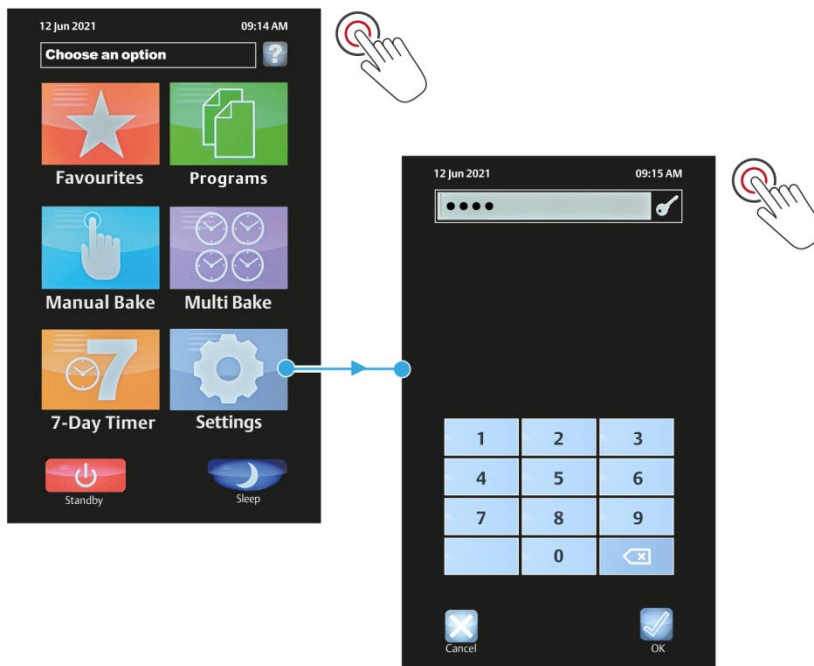 12 Jun 2021 09:14 AM
Choose an option
?
Favourites Programs
Manual Bake Multi Bake
7
7-Day Timer Settings
Standby Sleep
12 Jun 2021 09:15 AM
1 2 3
4 5 6
7 8 9
0
Cancel OK